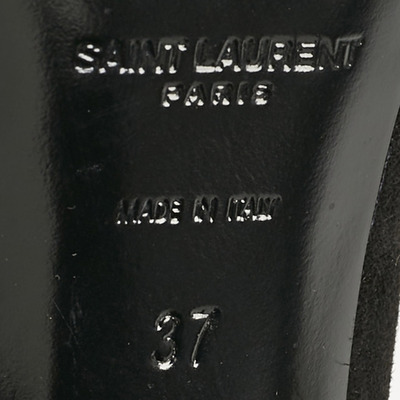 SAINT LAURENT
PARIS
MADE IN ITALY
37